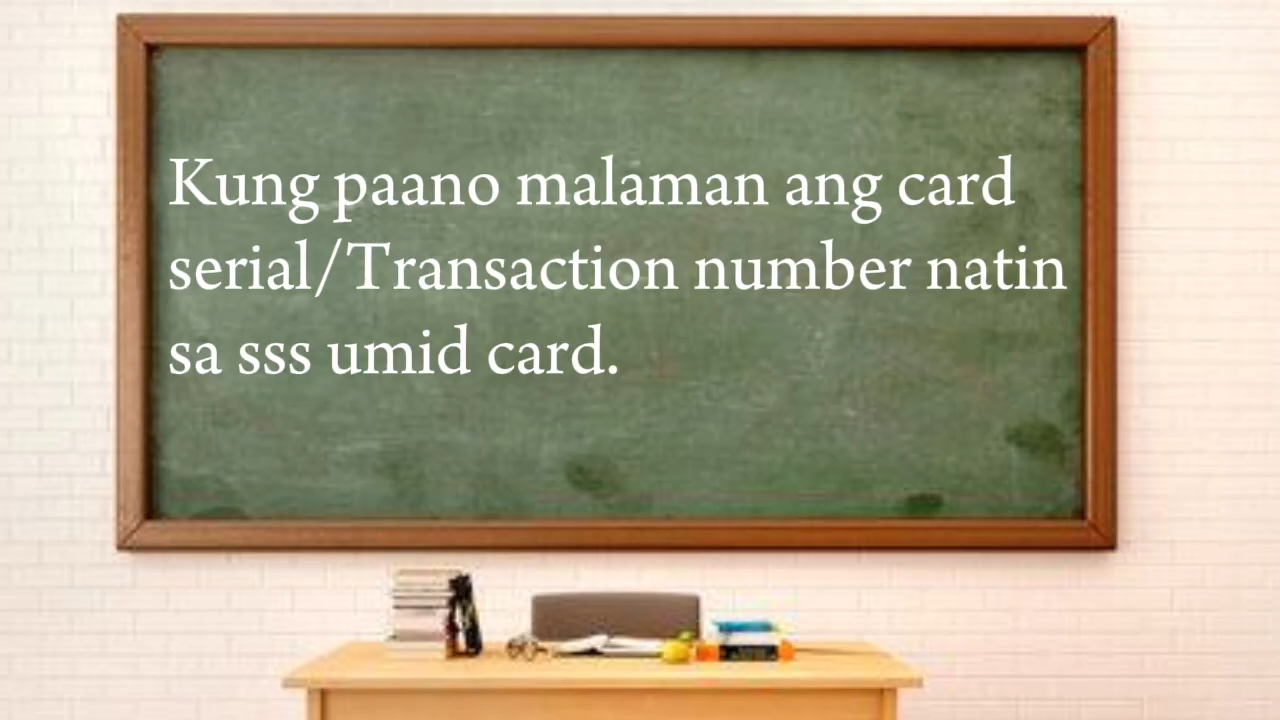 Kung paano malaman ang card
serial/Transaction number natin
sa sss umid card.